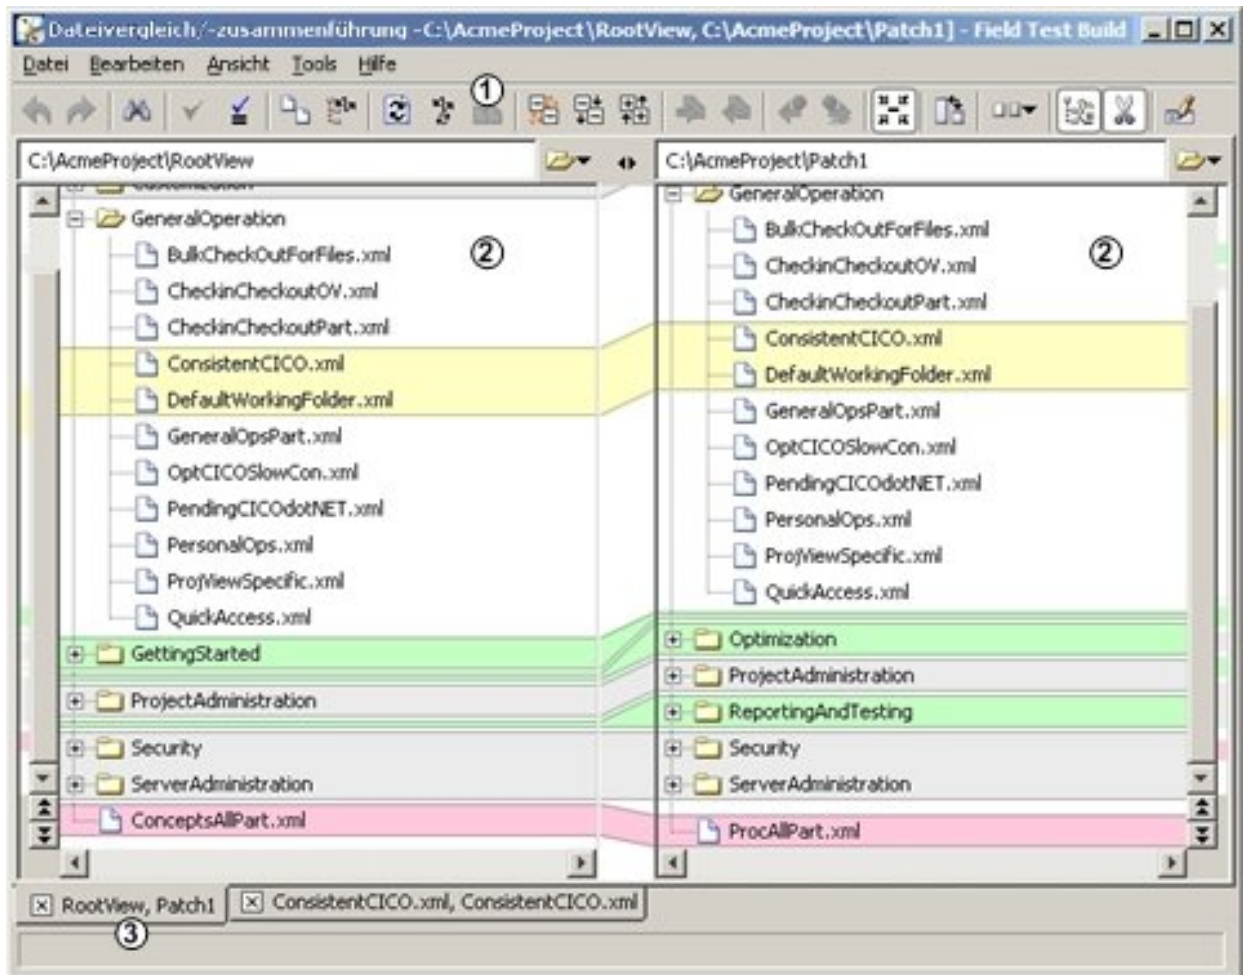 Dateivergleich/-zusammenführung -C:\AcmeProject\RootView, C:\AcmeProject\Patch1] - Field Test Build
Datei Bearbeiten Ansicht Tools Hilfe
1
C:\AcmeProject\RootView
C:\AcmeProject\Patch1
Customization
GeneralOperation
BulkCheckOutForFiles.xml
CheckinCheckoutOV.xml
CheckinCheckoutPart.xml
ConsistentCICO.xml
DefaultWorkingFolder.xml
GeneralOpsPart.xml
OptCICOSlowCon.xml
PendingCICOdotNET.xml
PersonalOps.xml
ProjViewSpecific.xml
QuickAccess.xml
GettingStarted
ProjectAdministration
Security
ServerAdministration
ConceptsAllPart.xml
2
GeneralOperation
BulkCheckOutForFiles.xml
CheckinCheckoutOV.xml
CheckinCheckoutPart.xml
ConsistentCICO.xml
DefaultWorkingFolder.xml
GeneralOpsPart.xml
OptCICOSlowCon.xml
PendingCICOdotNET.xml
PersonalOps.xml
ProjViewSpecific.xml
QuickAccess.xml
Optimization
ProjectAdministration
ReportingAndTesting
Security
ServerAdministration
ProcAllPart.xml
2
RootView, Patch1
ConsistentCICO.xml, ConsistentCICO.xml
3